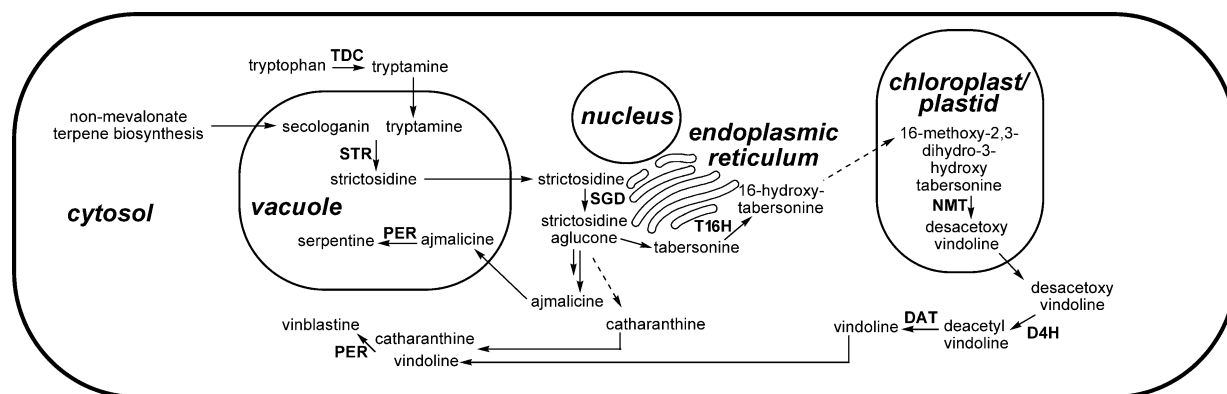 TDC
tryptophan tryptamine
non-mevalonate
terpene biosynthesis
secologanin tryptamine
STR
strictosidine
cytosol
vacuole
PER
serpentine ajmalicine
nucleus
endoplasmic
reticulum
strictosidine
SGD
strictosidine
aglucone
16-hydroxy-
tabersonine
T16H
tabersonine
ajmalicine
catharanthine
chloroplast/
plastid
16-methoxy-2,3-
dihydro-3-
hydroxy
tabersonine
NMT
desacetoxy
vindoline
desacetoxy
vindoline
D4H
deacetyl
vindoline
DAT
vindoline
vinblastine
catharanthine
PER
vindoline